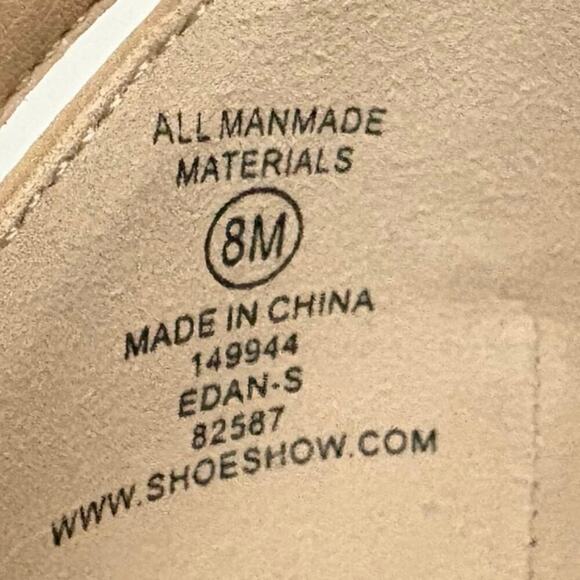 ALL MANMADE
MATERIALS
8M
MADE IN CHINA
149944
EDAN-S
82587
WWW.SHOESHOW.COM